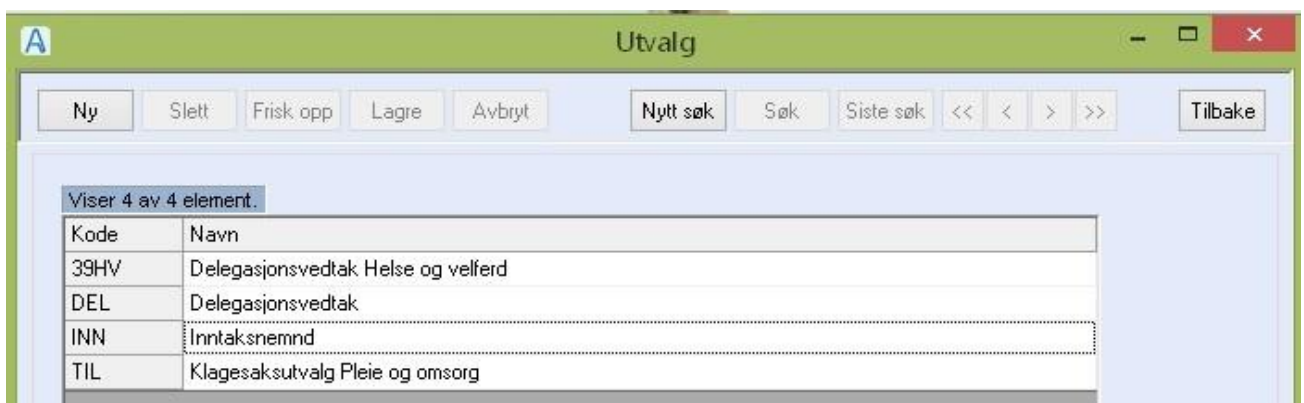 A Utvalg
Ny Slett Frisk opp Lagre Avbryt Nytt søk Søk Siste søk << < > >> Tilbake
Viser 4 av 4 element.
Kode Navn
39HV Delegasjonsvedtak Helse og velferd
DEL Delegasjonsvedtak
INN Inntaksnemnd
TIL Klagesaksutvalg Pleie og omsorg